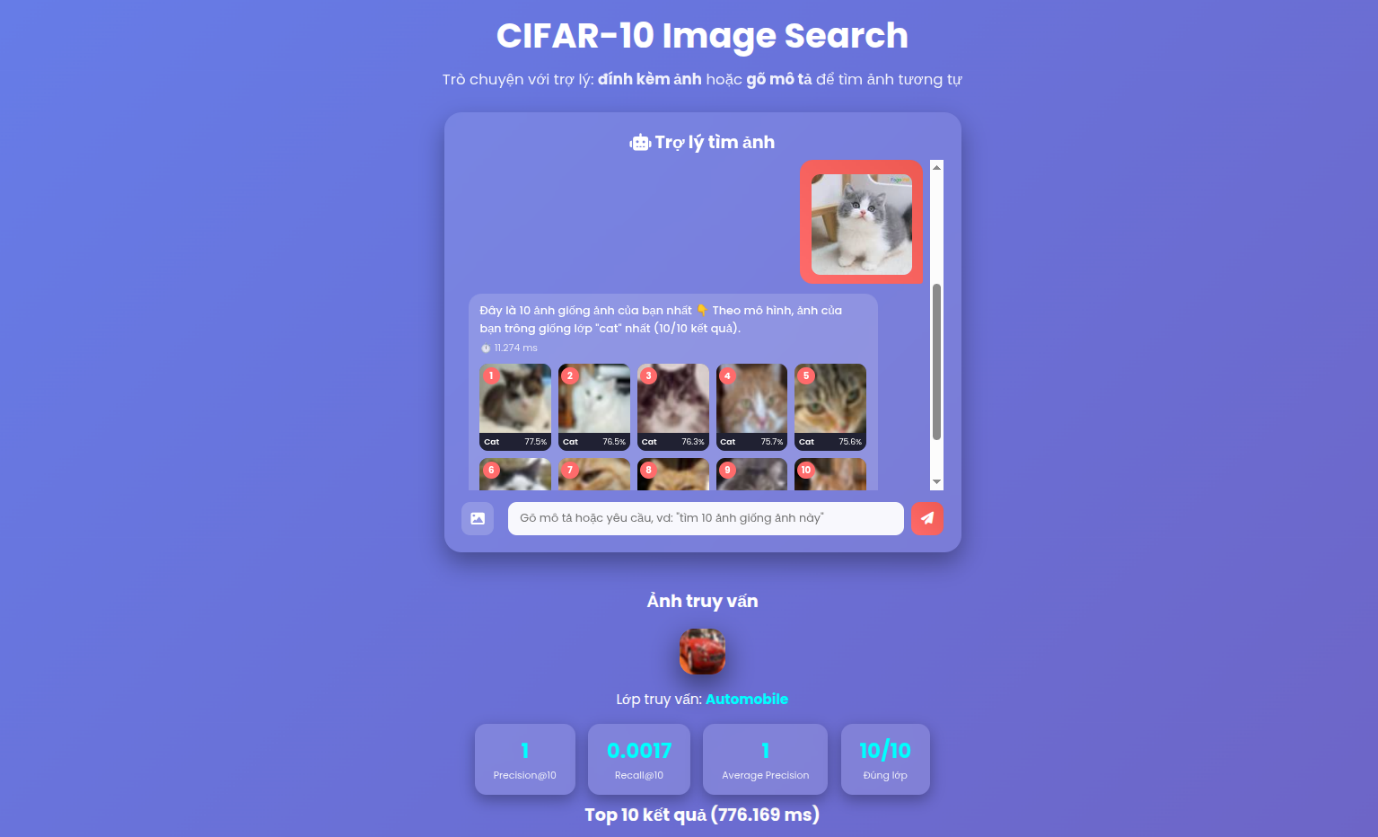 CIFAR-10 Image Search
Trò chuyện với trợ lý: đính kèm ảnh hoặc gõ mô tả để tìm ảnh tương tự
Trợ lý tìm ảnh
Đây là 10 ảnh giống ảnh của bạn nhất 👇 Theo mô hình, ảnh của
bạn trông giống lớp "cat" nhất (10/10 kết quả).
⏱ 11.274 ms
1 2 3 4 5
Cat 77.5% Cat 76.5% Cat 76.3% Cat 75.7% Cat 75.6%
6 7 8 9 10
Gõ mô tả hoặc yêu cầu, vd: "tìm 10 ảnh giống ảnh này"
Ảnh truy vấn
Lớp truy vấn: Automobile
1 0.0017 1 10/10
Precision@10 Recall@10 Average Precision Đúng lớp
Top 10 kết quả (776.169 ms)